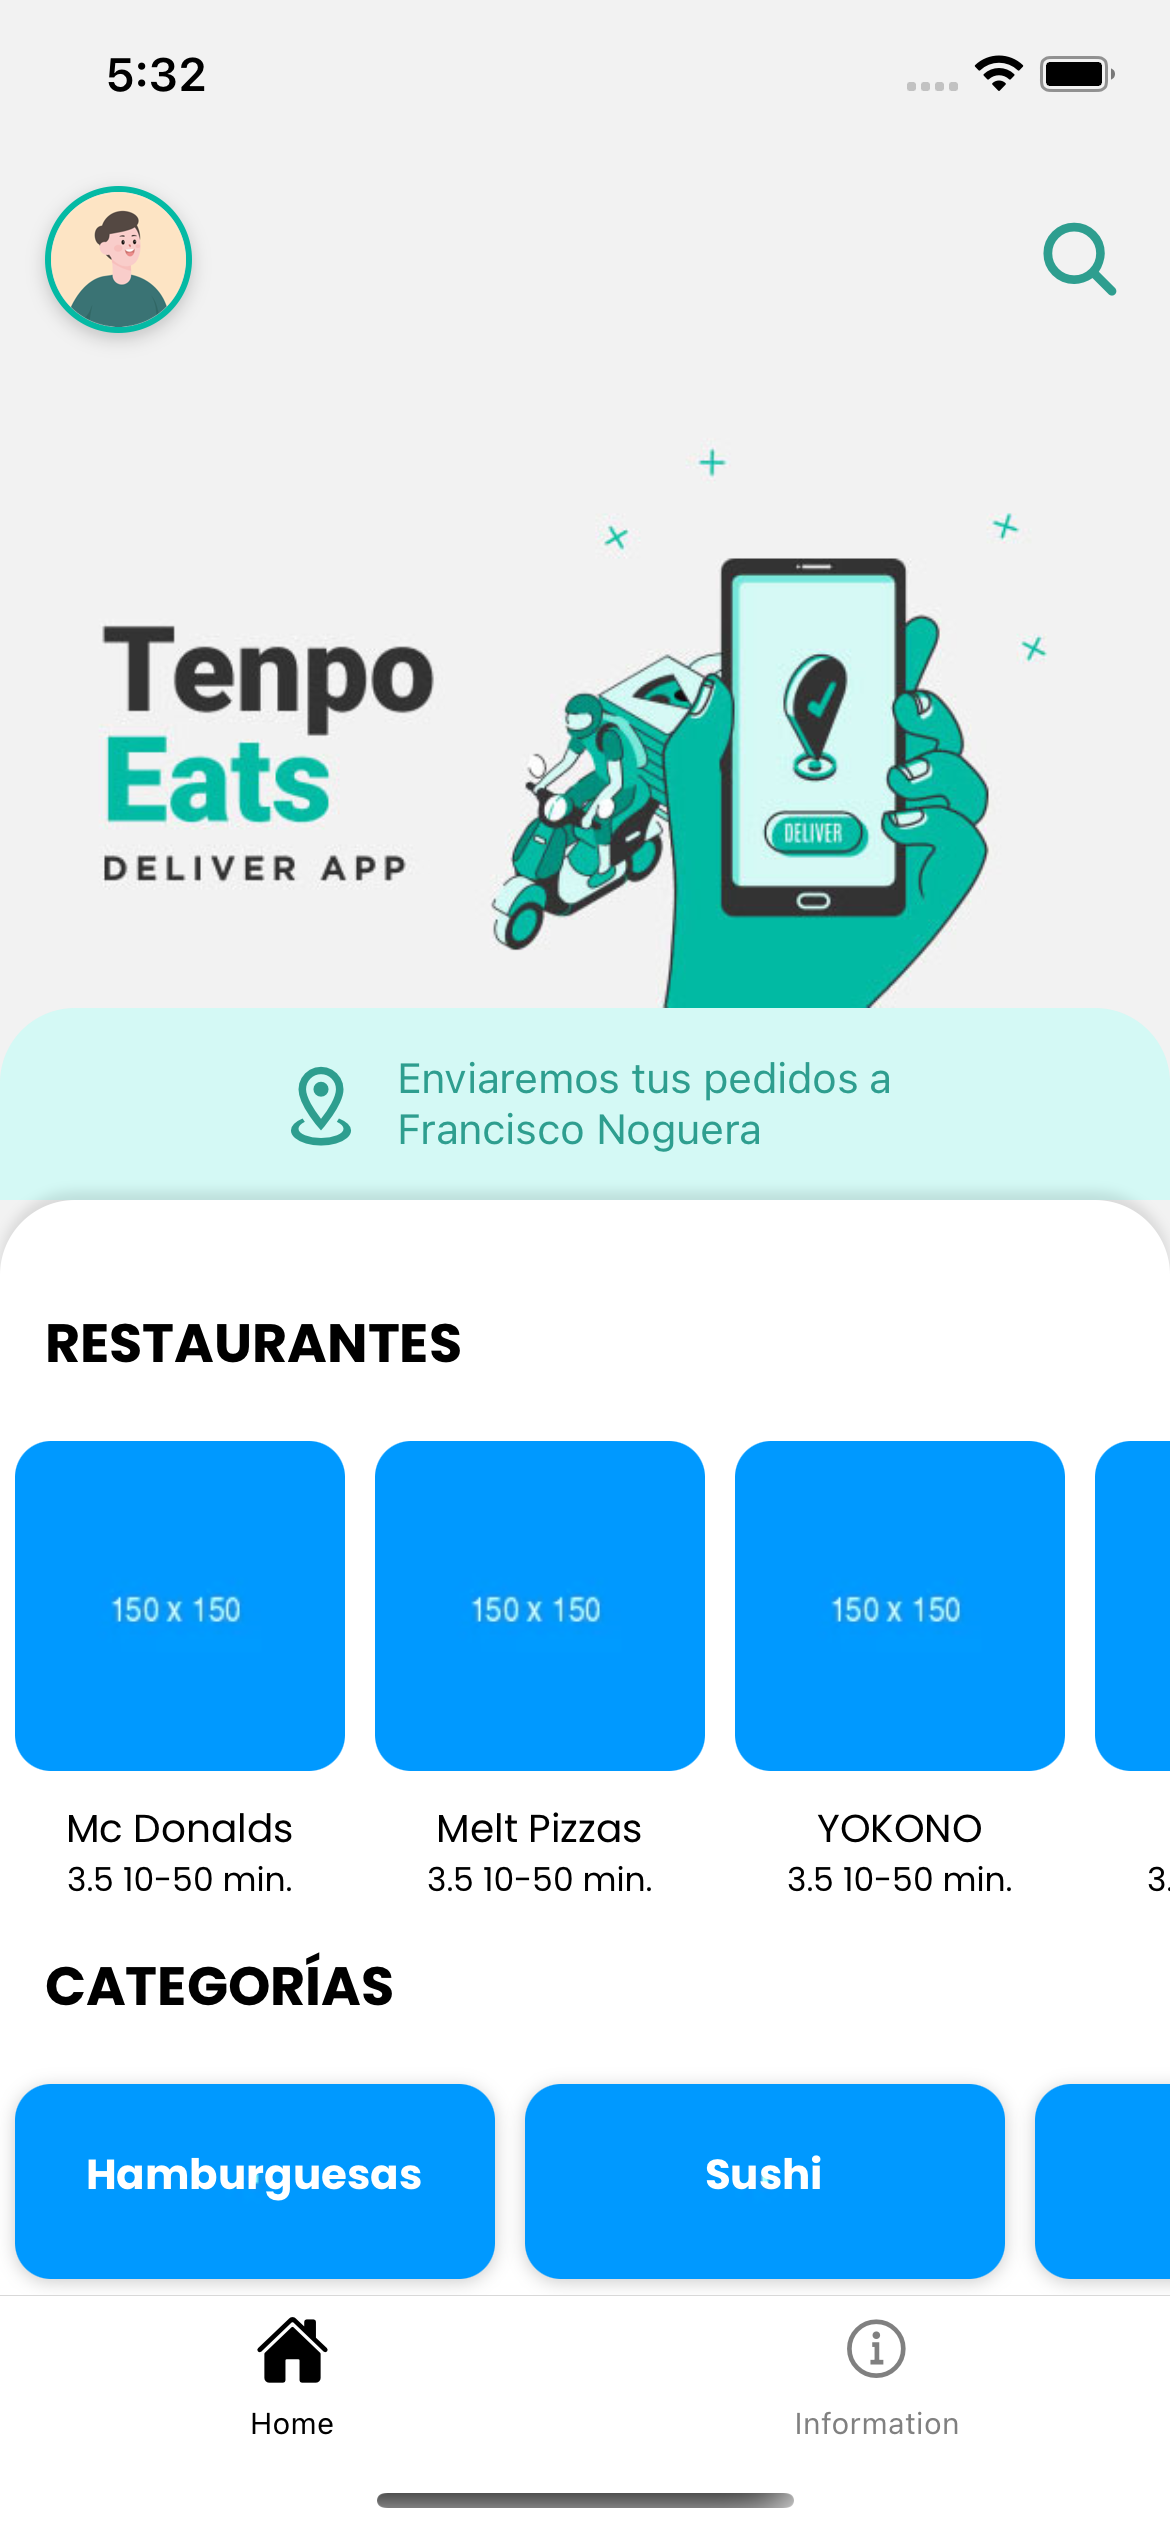 5:32
Tenpo
Eats
DELIVER APP
DELIVER
Enviaremos tus pedidos a
Francisco Noguera
RESTAURANTES
150 x 150
150 x 150
150 x 150
Mc Donalds
3.5 10-50 min.
Melt Pizzas
3.5 10-50 min.
YOKONO
3.5 10-50 min.
3.
CATEGORÍAS
Hamburguesas
Sushi
Home
Information